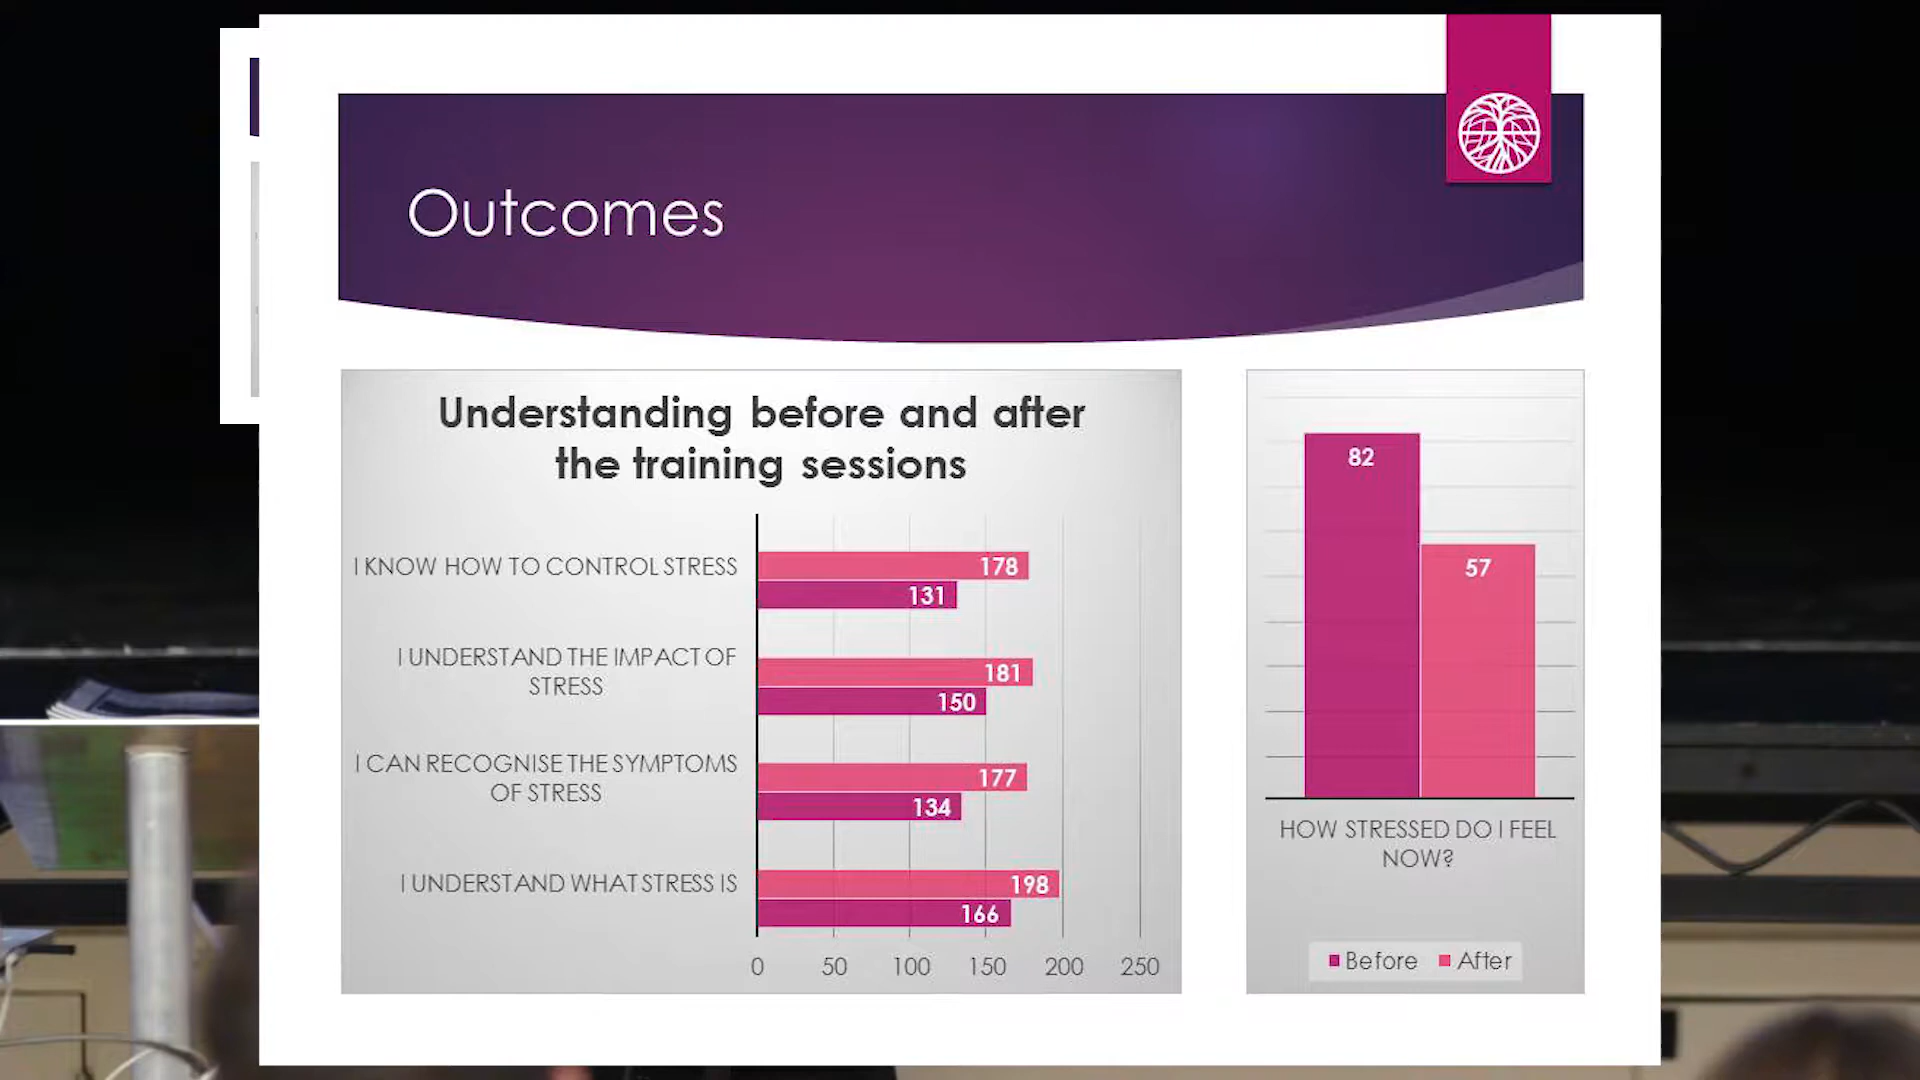 Outcomes
Understanding before and after
the training sessions
I KNOW HOW TO CONTROL STRESS
178
131
I UNDERSTAND THE IMPACT OF
STRESS
181
150
I CAN RECOGNISE THE SYMPTOMS
OF STRESS
177
134
I UNDERSTAND WHAT STRESS IS
198
166
0 50 100 150 200 250
82
57
HOW STRESSED DO I FEEL
NOW?
Before After